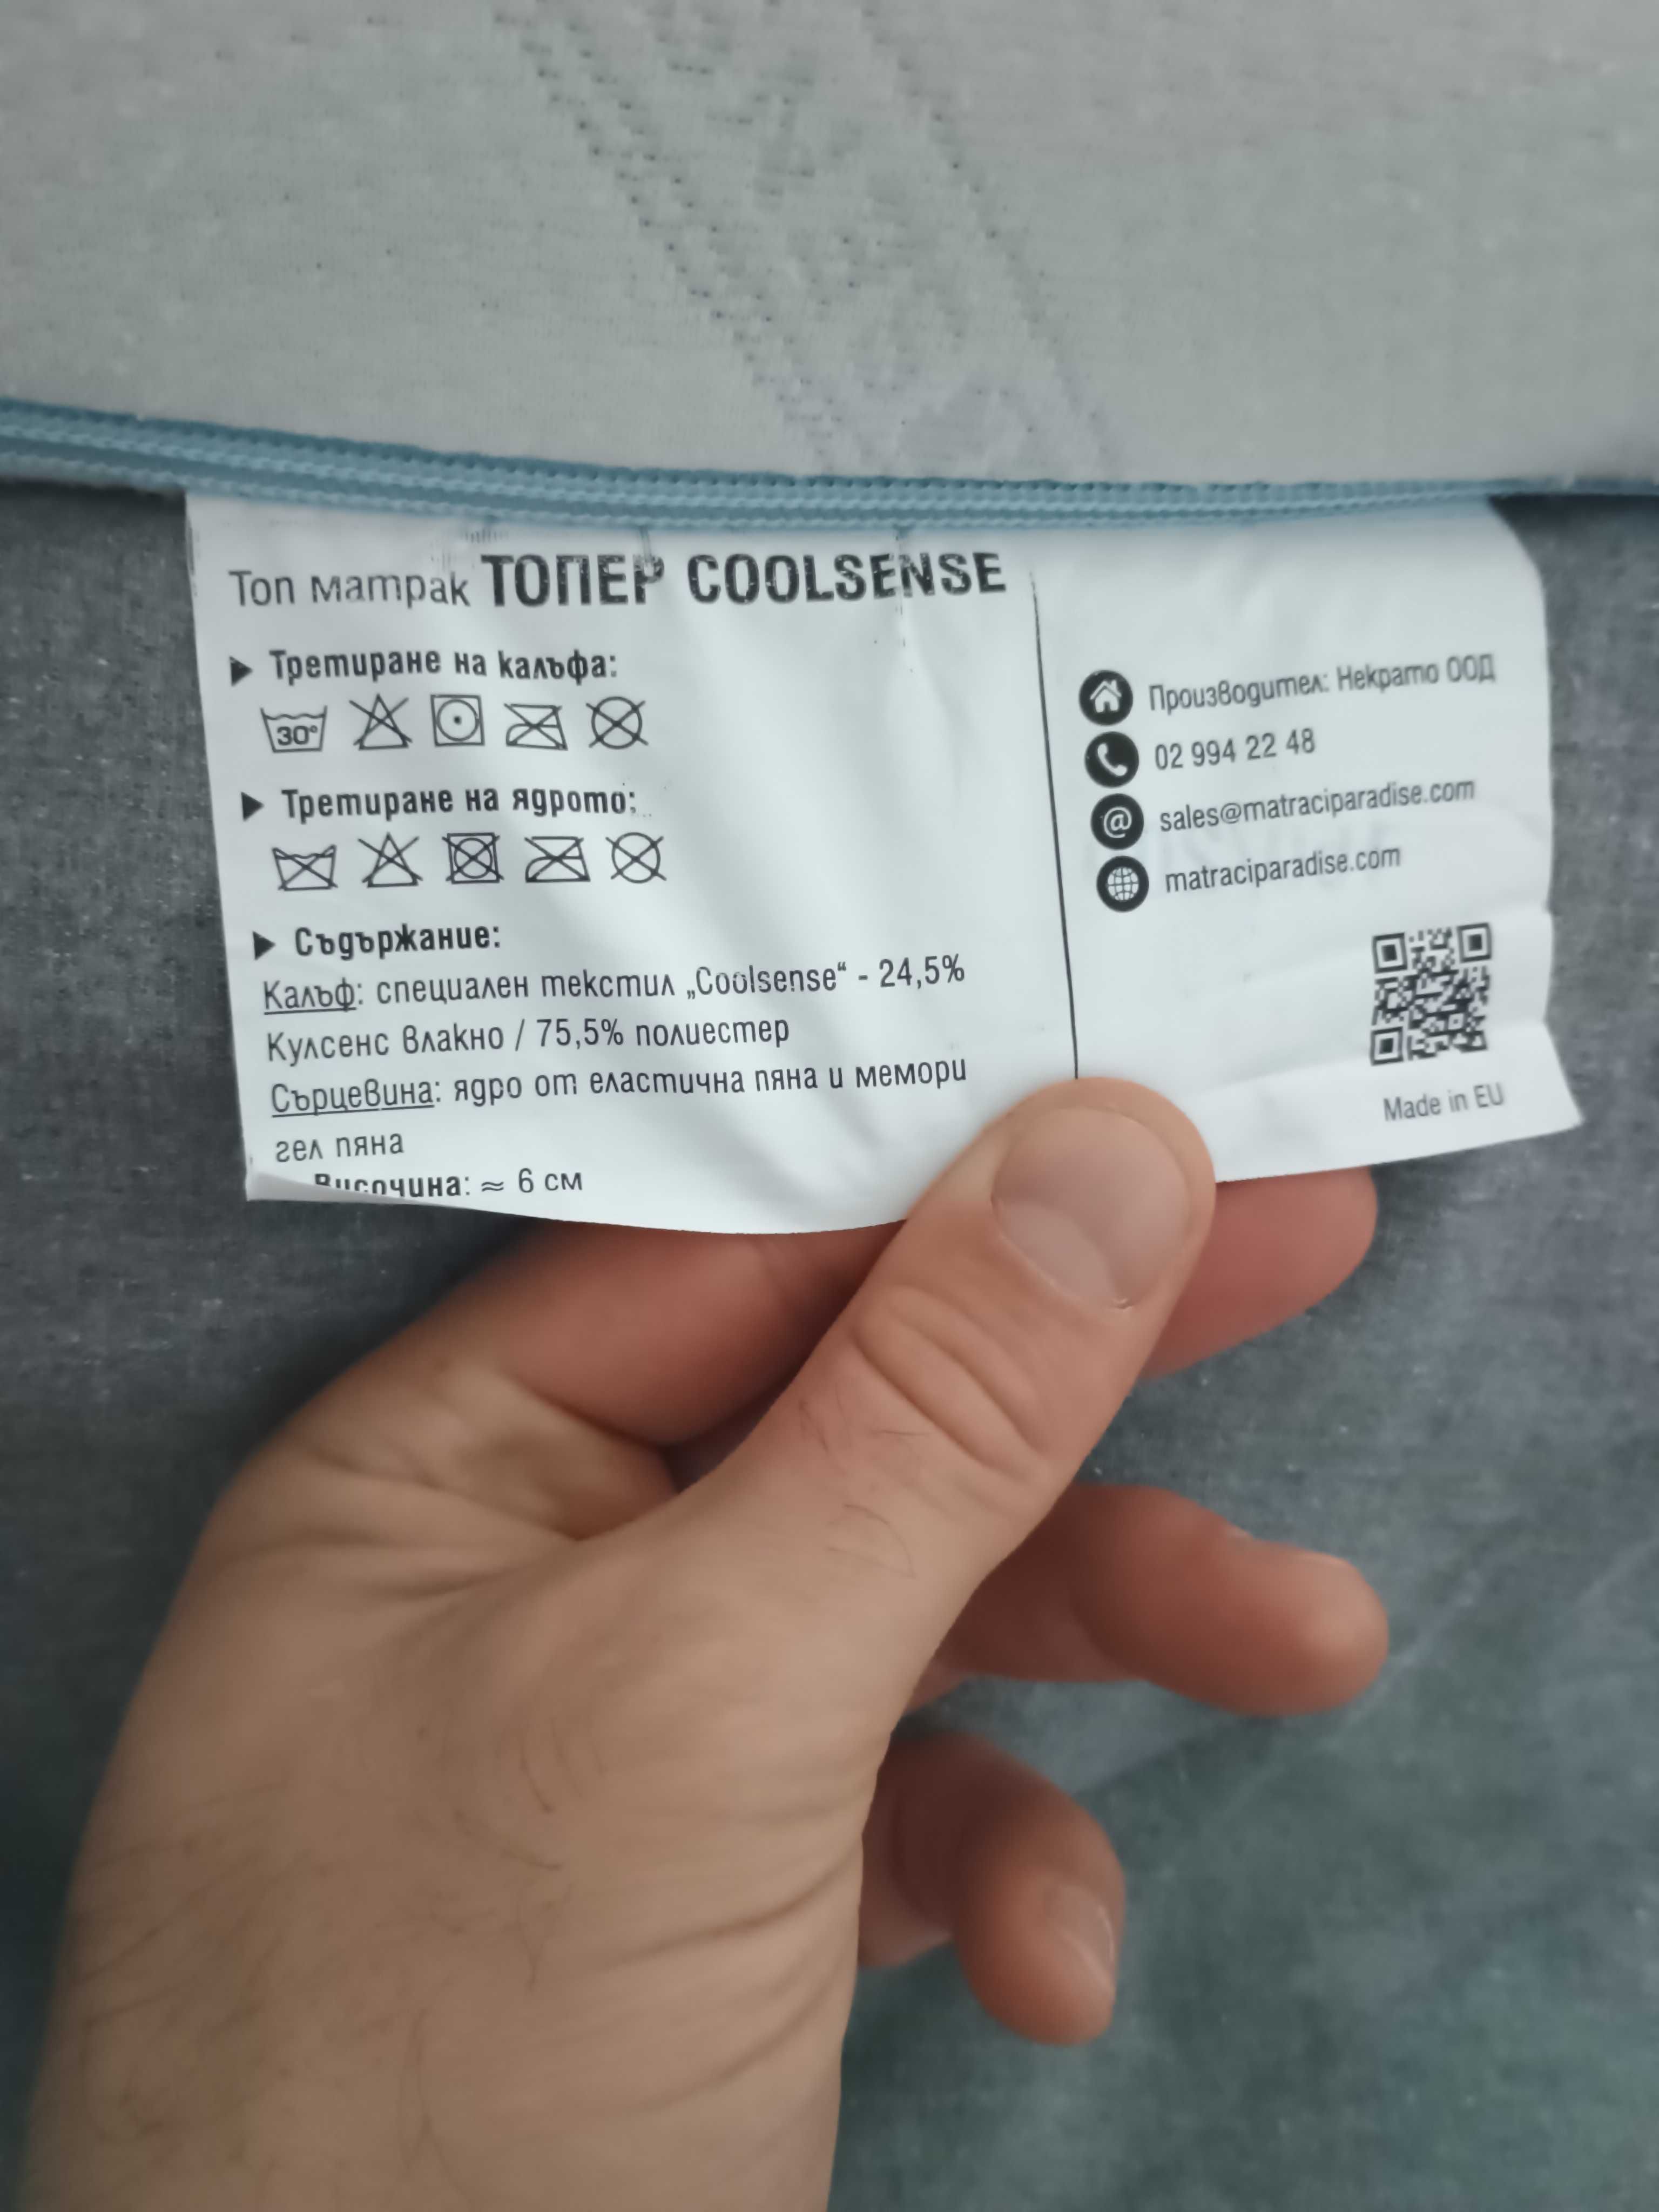 Топ матрак ТОПЕР COOLSENSE
▶ Третиране на калъфа:
30°
▶ Третиране на ядрото:
▶ Съдържание:
Калъф: специален текстил „Coolsense“ - 24,5%
Кулсенс влакно / 75,5% полиестер
Сърцевина: ядро от еластична пяна и мемори
гел пяна
Височина: ≈ 6 см
Производител: Некрато ООД
02 994 22 48
@ sales@matraciparadise.com
matraciparadise.com
Made in EU